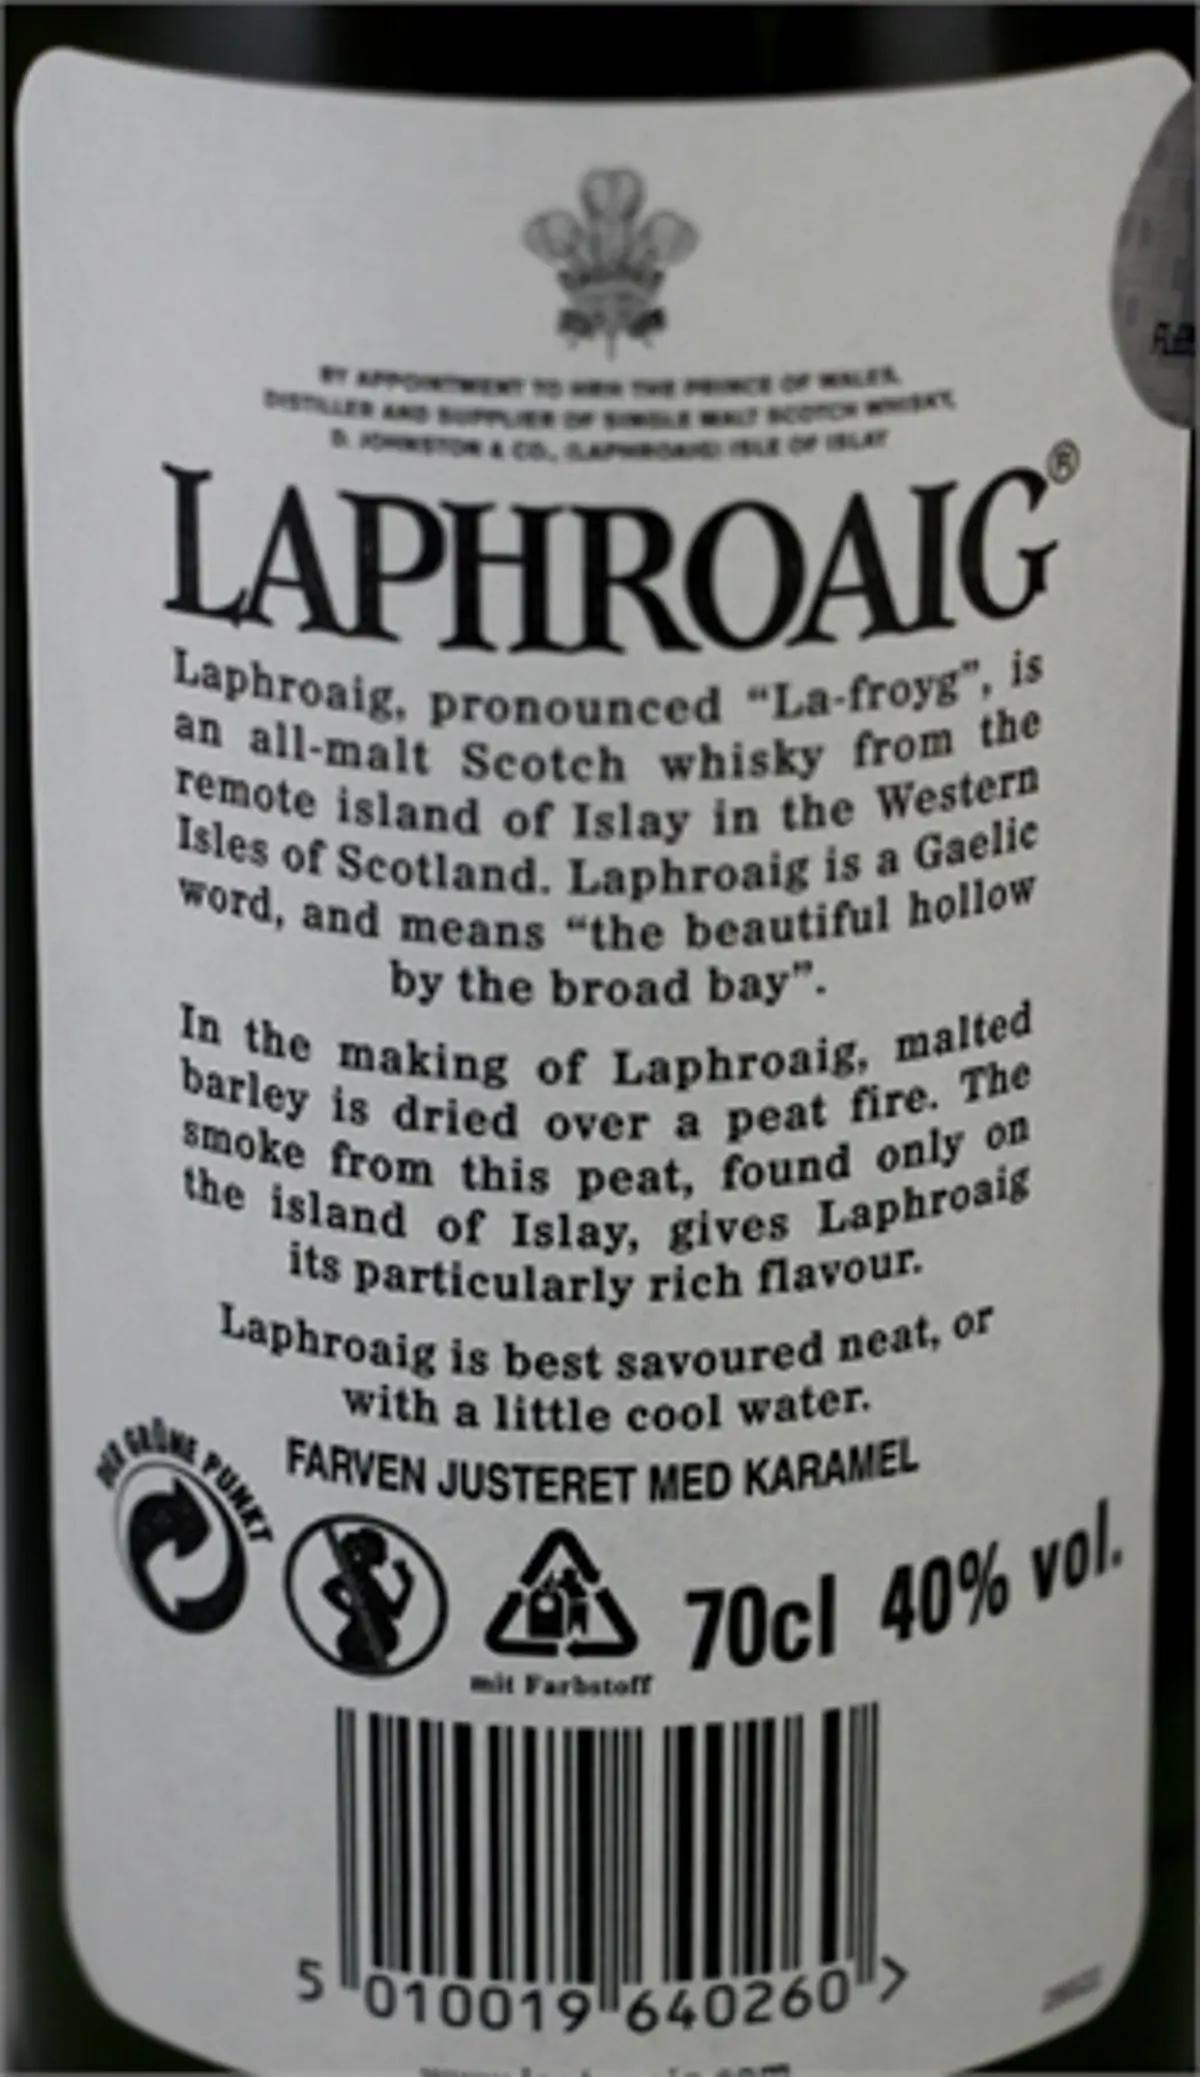 BY APPOINTMENT TO HRH THE PRINCE OF WALES,
DISTILLER AND SUPPLIER OF SINGLE MALT SCOTCH WHISKY,
D. JOHNSTON & CO., (LAPHROAIG) ISLE OF ISLAY
LAPHROAIG®
Laphroaig, pronounced “La-froyg”, is
an all-malt Scotch whisky from the
remote island of Islay in the Western
Isles of Scotland. Laphroaig is a Gaelic
word, and means “the beautiful hollow
by the broad bay”.
In the making of Laphroaig, malted
barley is dried over a peat fire. The
smoke from this peat, found only on
the island of Islay, gives Laphroaig
its particularly rich flavour.
Laphroaig is best savoured neat, or
with a little cool water.
DER GRÜNE PUNKT
FARVEN JUSTERET MED KARAMEL
70cl 40% vol.
mit Farbstoff
5 010019 640260 >